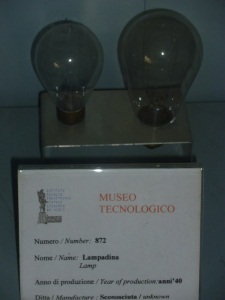 MUSEO
TECNOLOGICO
Numero / Number: 872
Nome / Name: Lampadina
Lamp
Anno di produzione / Year of production: anni'40
Ditta / Manufacture : Sconosciuta / unknown